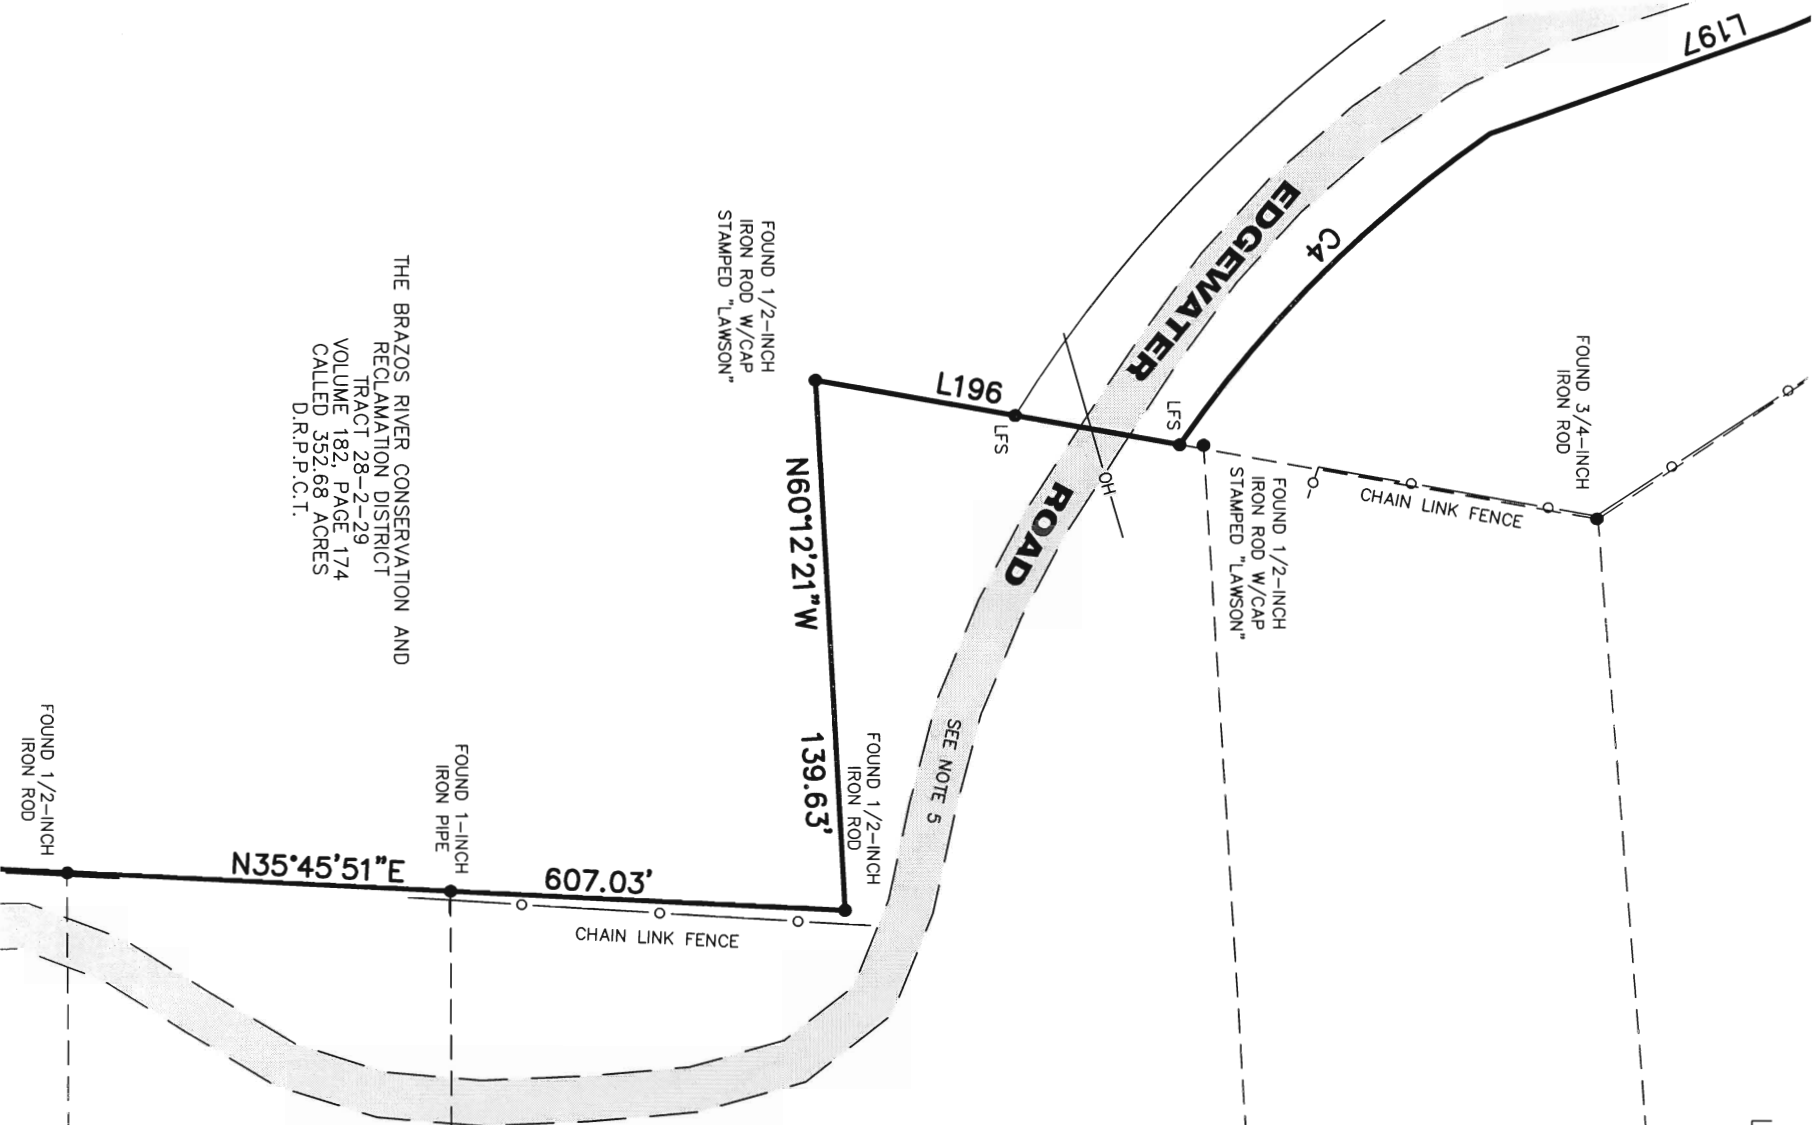 L197
EDGEWATER
ROAD
C4
FOUND 1/2-INCH
IRON ROD W/CAP
STAMPED "LAWSON"
THE BRAZOS RIVER CONSERVATION AND
RECLAMATION DISTRICT
TRACT 28-2-29
VOLUME 182, PAGE 174
CALLED 352.68 ACRES
D.R.P.P.C.T.
L196
LFS
LFS
OH
FOUND 3/4-INCH
IRON ROD
CHAIN LINK FENCE
FOUND 1/2-INCH
IRON ROD W/CAP
STAMPED "LAWSON"
N60°12'21"W
139.63'
SEE NOTE 5
FOUND 1/2-INCH
IRON ROD
FOUND 1-INCH
IRON PIPE
FOUND 1/2-INCH
IRON ROD
N35°45'51"E
607.03'
CHAIN LINK FENCE